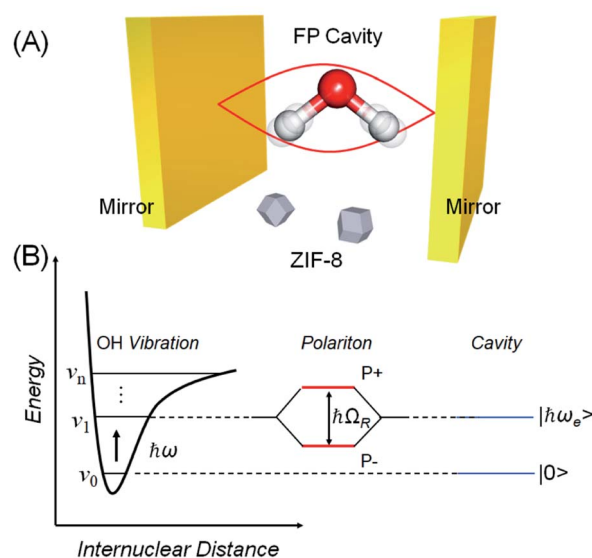 (A)
FP Cavity
Mirror
Mirror
ZIF-8
(B)
Energy
OH Vibration
Polariton
Cavity
vₙ
⋮
v₁
v₀
ℏω
P+
ℏΩ_R
P-
|ℏωₑ>
|0>
Internuclear Distance